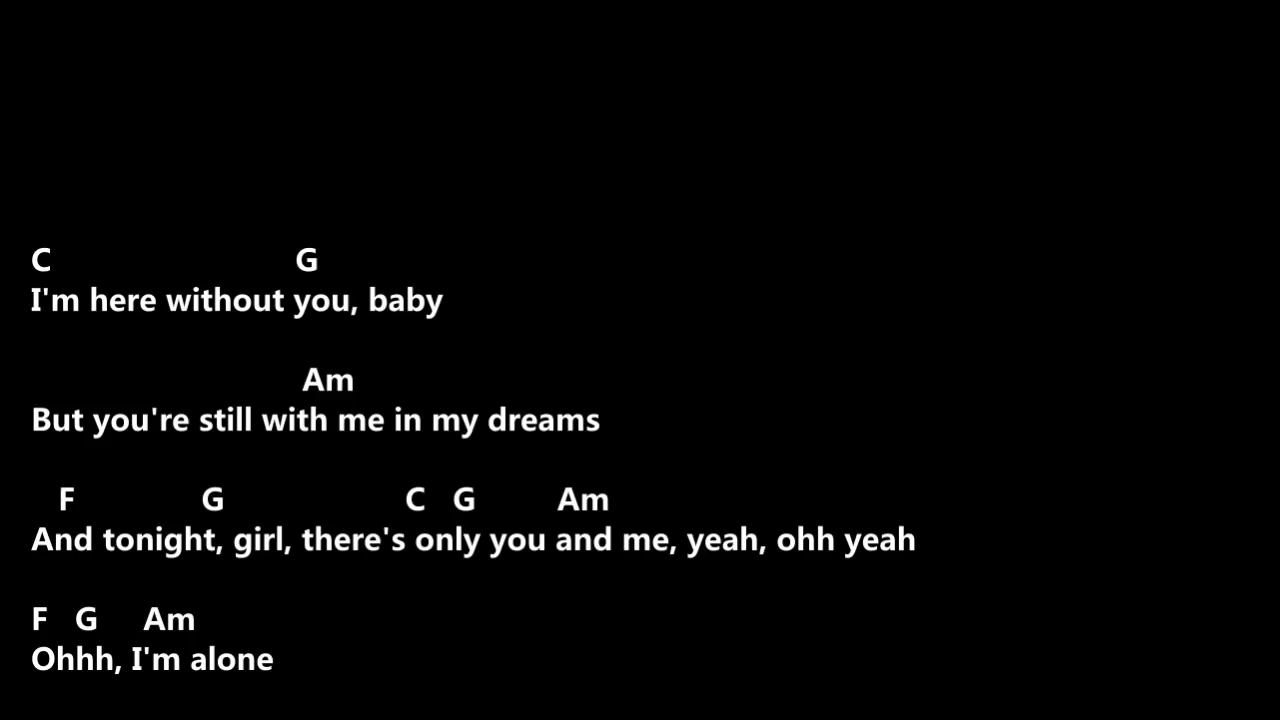 C G
I'm here without you, baby
Am
But you're still with me in my dreams
F G C G Am
And tonight, girl, there's only you and me, yeah, ohh yeah
F G Am
Ohhh, I'm alone